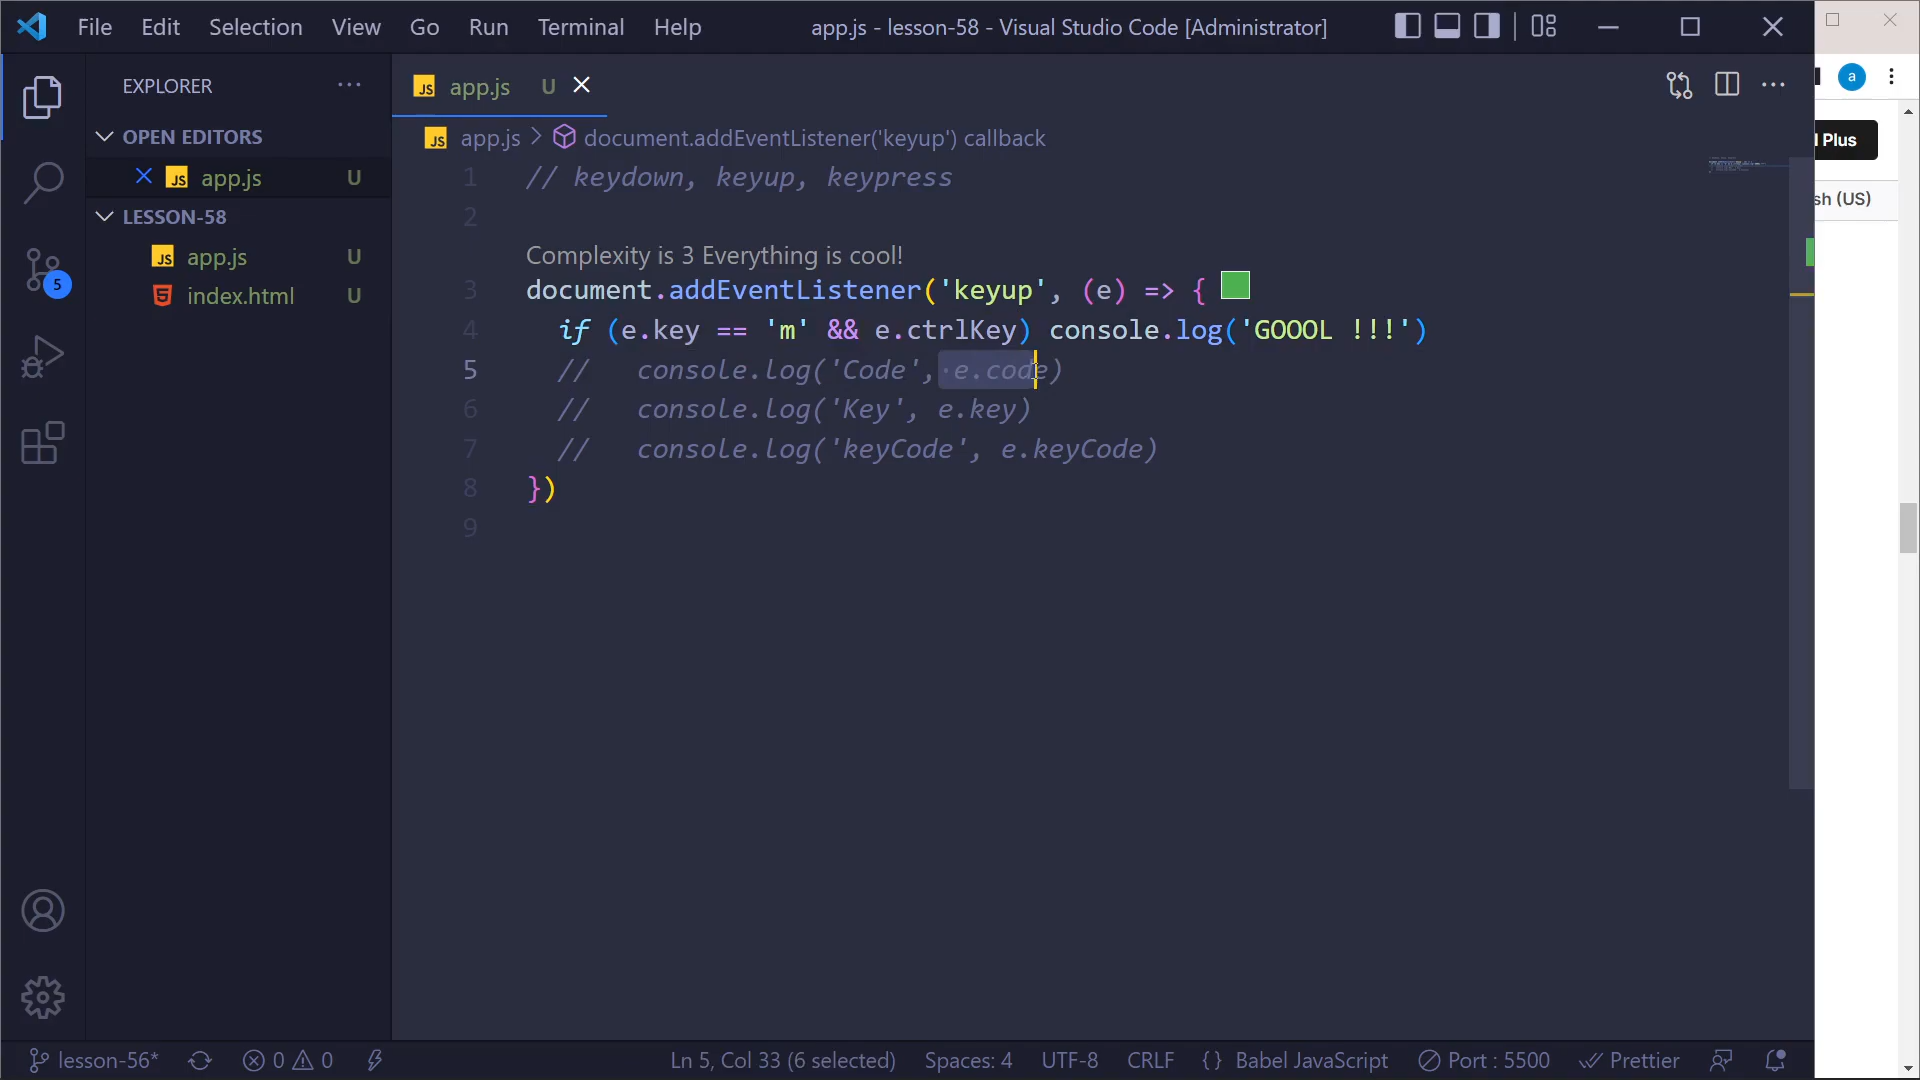 File Edit Selection View Go Run Terminal Help
app.js - lesson-58 - Visual Studio Code [Administrator]
EXPLORER
OPEN EDITORS
JS app.js U
LESSON-58
JS app.js U
index.html U
JS app.js U
JS app.js > document.addEventListener('keyup') callback
1 // keydown, keyup, keypress
2
Complexity is 3 Everything is cool!
3 document.addEventListener('keyup', (e) => {
4 if (e.key == 'm' && e.ctrlKey) console.log('GOOOL !!!')
5 // console.log('Code', e.code)
6 // console.log('Key', e.key)
7 // console.log('keyCode', e.keyCode)
8 })
9
5
a
Plus
sh (US)
lesson-56* 0 0 Ln 5, Col 33 (6 selected) Spaces: 4 UTF-8 CRLF {} Babel JavaScript Port : 5500 Prettier